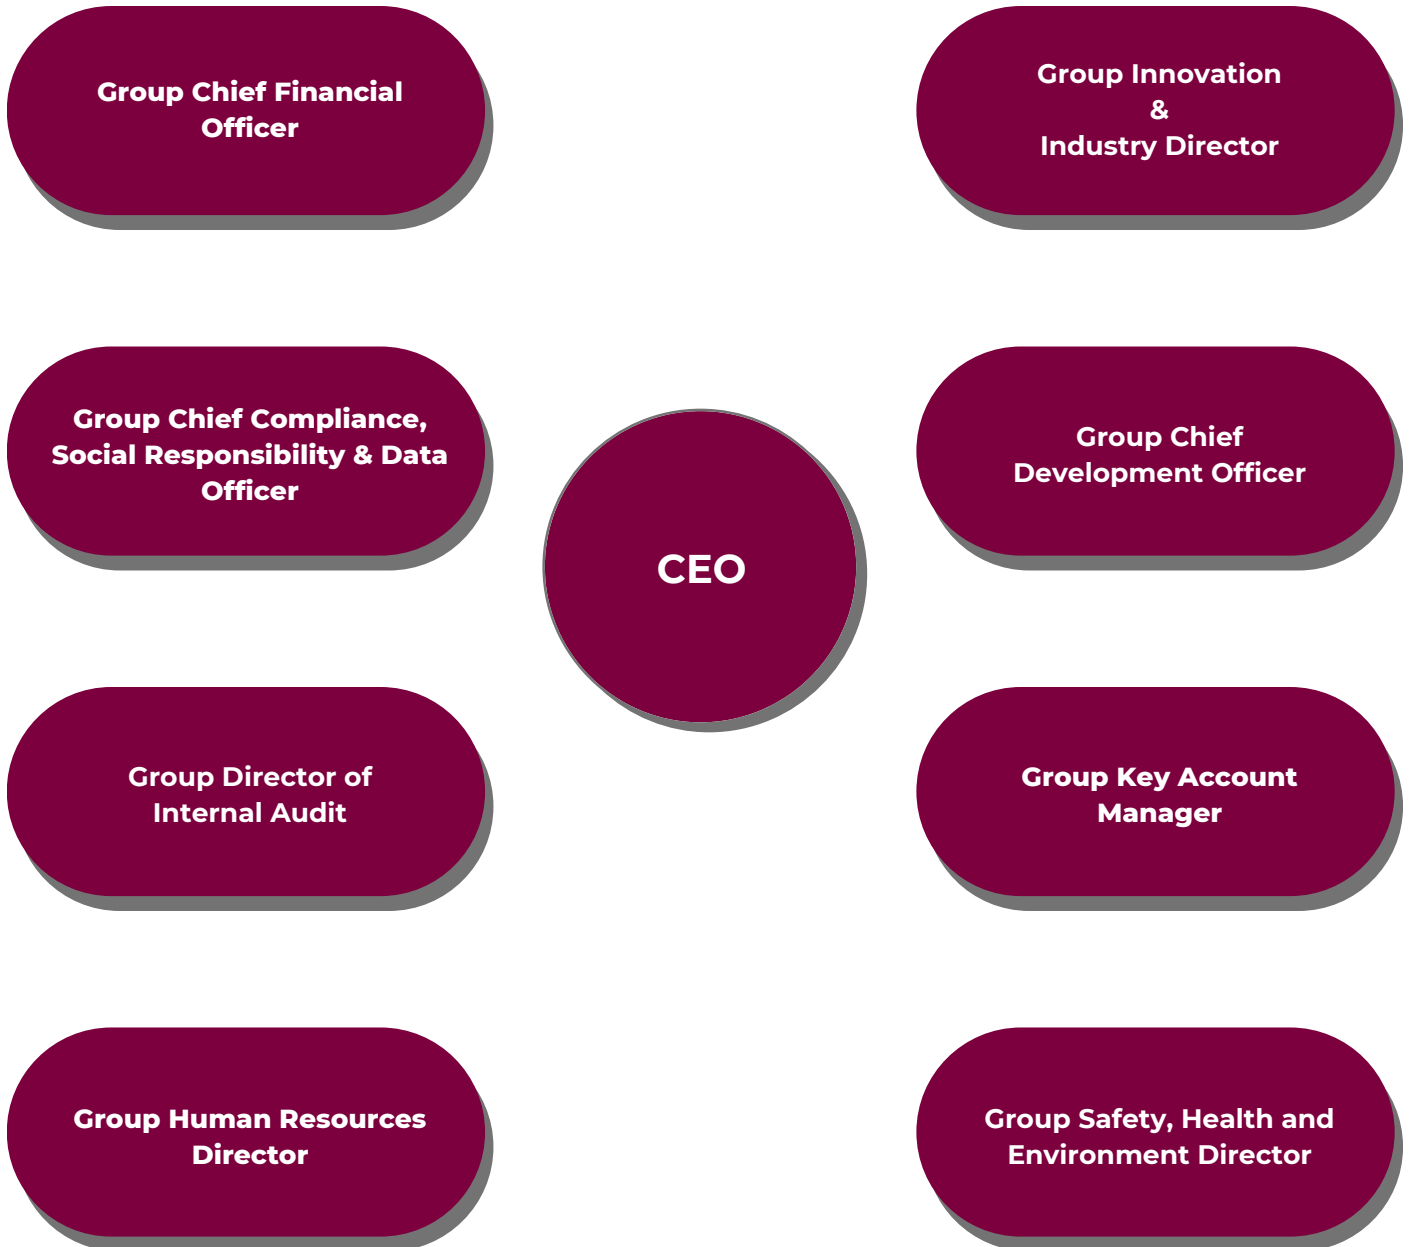 Group Chief Financial
Officer
Group Innovation
&
Industry Director
Group Chief Compliance,
Social Responsibility & Data
Officer
CEO
Group Chief
Development Officer
Group Director of
Internal Audit
Group Key Account
Manager
Group Human Resources
Director
Group Safety, Health and
Environment Director